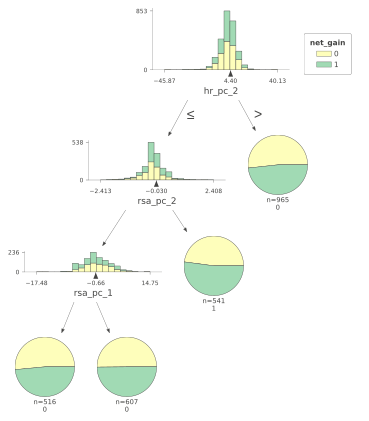 853
net_gain
0
1
0
−45.87
4.40
40.13
hr_pc_2
≤
>
538
0
−2.413
−0.030
2.408
rsa_pc_2
n=965
0
236
0
−17.48
−0.66
14.75
rsa_pc_1
n=541
1
n=516
0
n=607
0